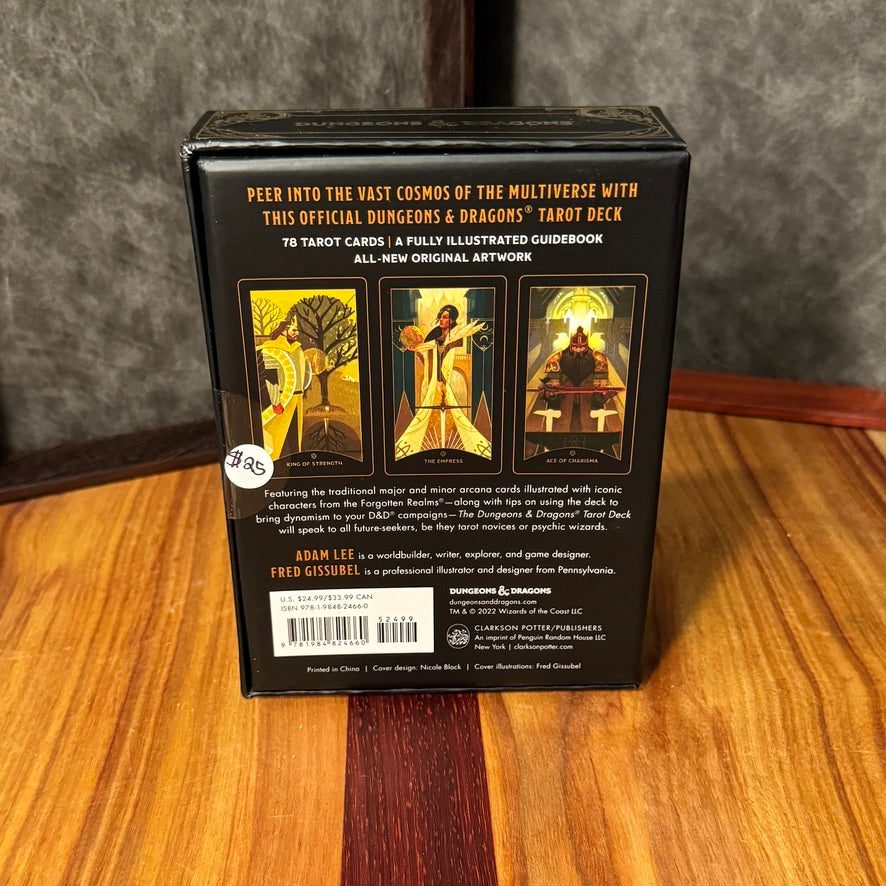 DUNGEONS & DRAGONS
PEER INTO THE VAST COSMOS OF THE MULTIVERSE WITH
THIS OFFICIAL DUNGEONS & DRAGONS® TAROT DECK
78 TAROT CARDS | A FULLY ILLUSTRATED GUIDEBOOK
ALL-NEW ORIGINAL ARTWORK
KING OF STRENGTH
THE EMPRESS
ACE OF CHARISMA
$25
Featuring the traditional major and minor arcana cards illustrated with iconic
characters from the Forgotten Realms®—along with tips on using the deck to
bring dynamism to your D&D® campaigns—The Dungeons & Dragons® Tarot Deck
will speak to all future-seekers, be they tarot novices or psychic wizards.
ADAM LEE is a worldbuilder, writer, explorer, and game designer.
FRED GISSUBEL is a professional illustrator and designer from Pennsylvania.
U.S. $24.99/$33.99 CAN
ISBN 978-1-9848-2466-0
52499
9 781984 824660
DUNGEONS & DRAGONS
dungeonsanddragons.com
TM & © 2022 Wizards of the Coast LLC
CLARKSON POTTER/PUBLISHERS
An imprint of Penguin Random House LLC
New York | clarksonpotter.com
Printed in China | Cover design: Nicole Block | Cover illustrations: Fred Gissubel